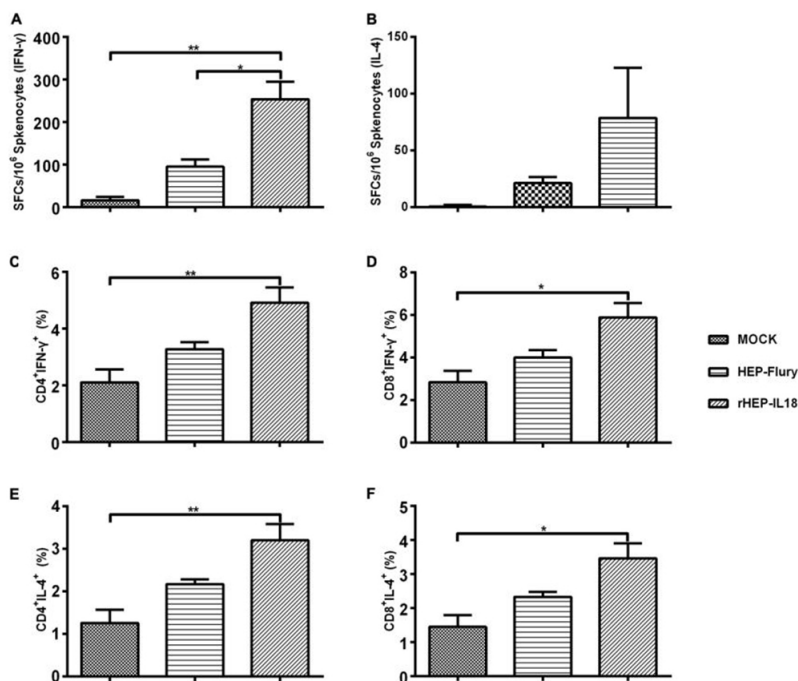 A
SFCs/10⁶ Spkenocytes (IFN-γ)
400
300
200
100
0
**
*
B
SFCs/10⁶ Spkenocytes (IL-4)
150
100
50
0
C
CD4⁺IFN-γ⁺ (%)
6
4
2
0
**
D
CD8⁺IFN-γ⁺ (%)
8
6
4
2
0
*
MOCK
HEP-Flury
rHEP-IL18
E
CD4⁺IL-4⁺ (%)
4
3
2
1
0
**
F
CD8⁺IL-4⁺ (%)
5
4
3
2
1
0
*